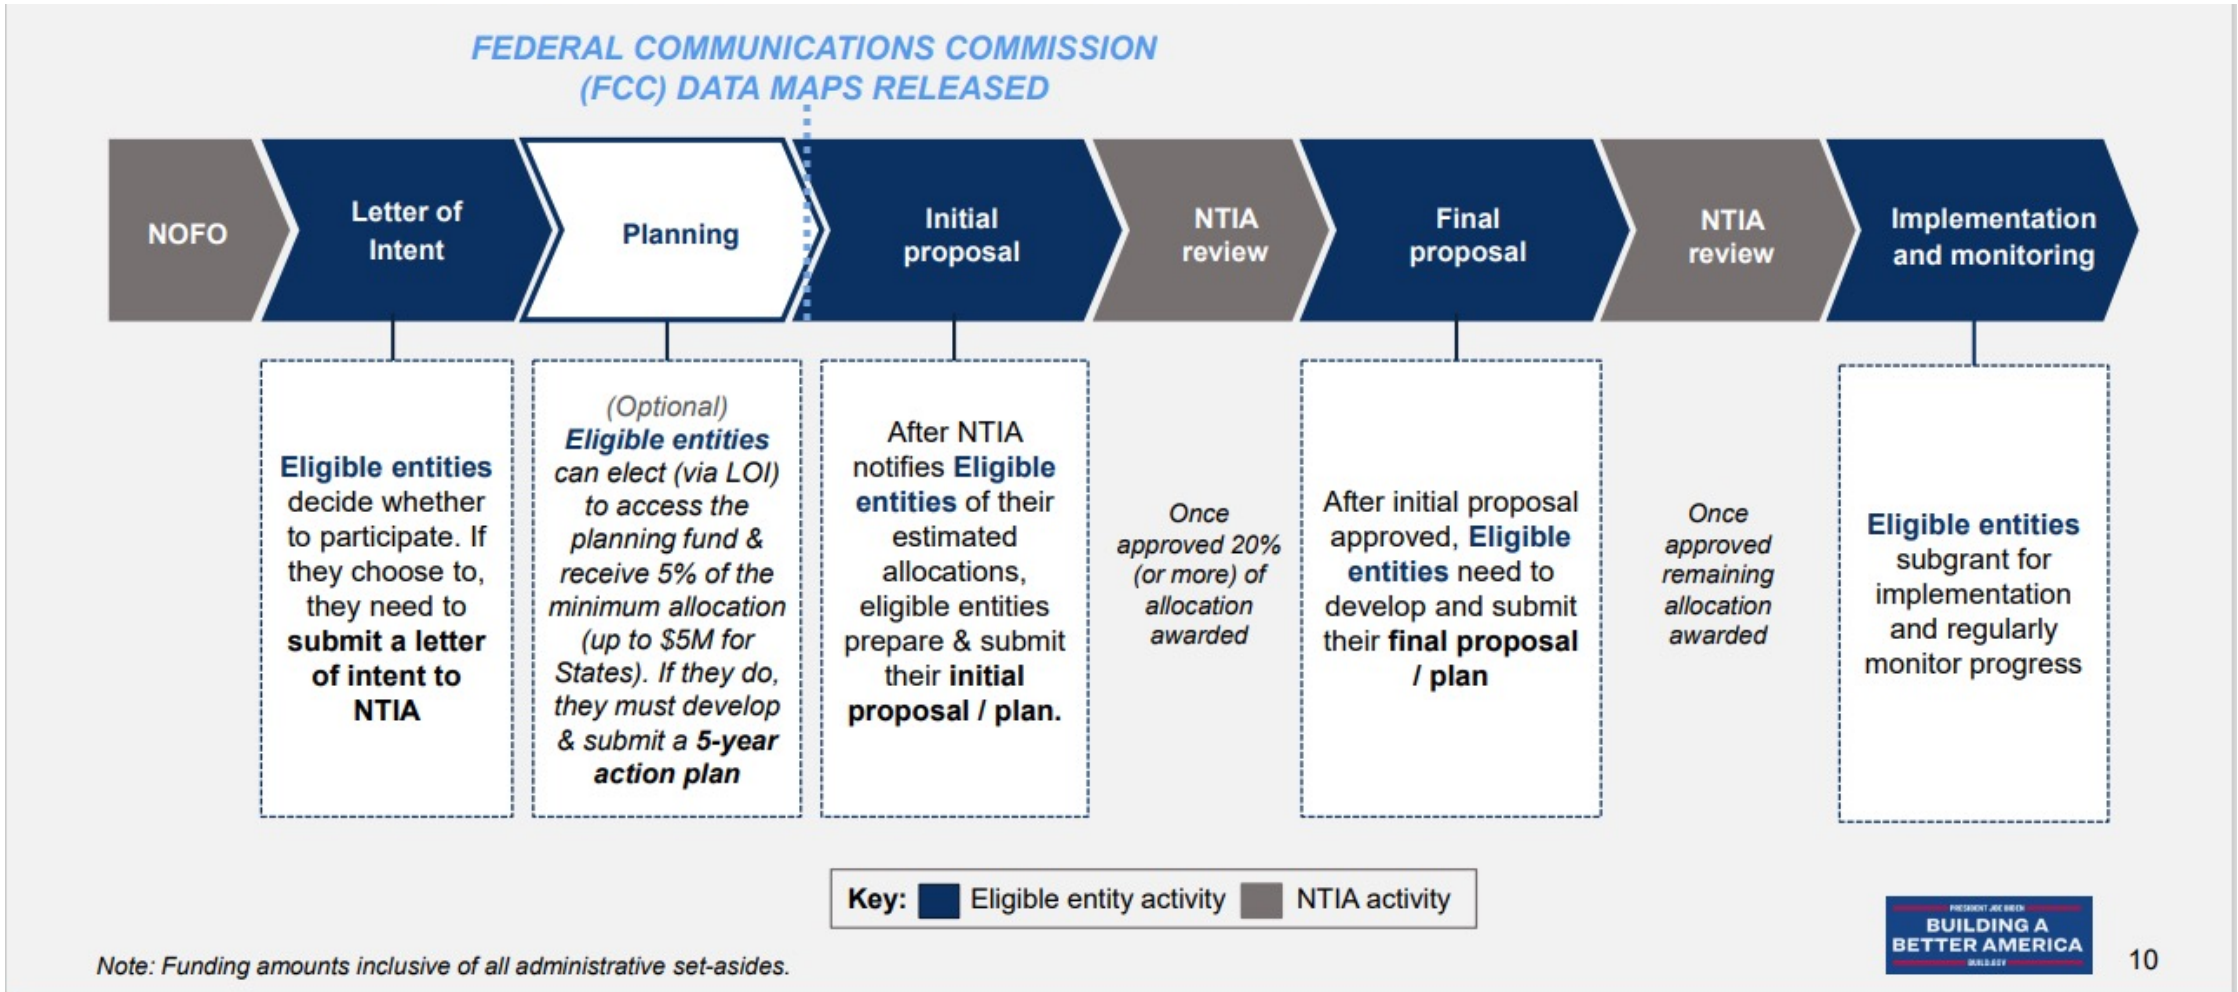 FEDERAL COMMUNICATIONS COMMISSION
(FCC) DATA MAPS RELEASED
NOFO
Letter of
Intent
Planning
Initial
proposal
NTIA
review
Final
proposal
NTIA
review
Implementation
and monitoring
Eligible entities
decide whether
to participate. If
they choose to,
they need to
submit a letter
of intent to
NTIA
(Optional)
Eligible entities
can elect (via LOI)
to access the
planning fund &
receive 5% of the
minimum allocation
(up to $5M for
States). If they do,
they must develop
& submit a 5-year
action plan
After NTIA
notifies Eligible
entities of their
estimated
allocations,
eligible entities
prepare & submit
their initial
proposal / plan.
Once
approved 20%
(or more) of
allocation
awarded
After initial proposal
approved, Eligible
entities need to
develop and submit
their final proposal
/ plan
Once
approved
remaining
allocation
awarded
Eligible entities
subgrant for
implementation
and regularly
monitor progress
Key: Eligible entity activity NTIA activity
Note: Funding amounts inclusive of all administrative set-asides.
PRESIDENT JOE BIDEN
BUILDING A
BETTER AMERICA
BUILD.GOV
10